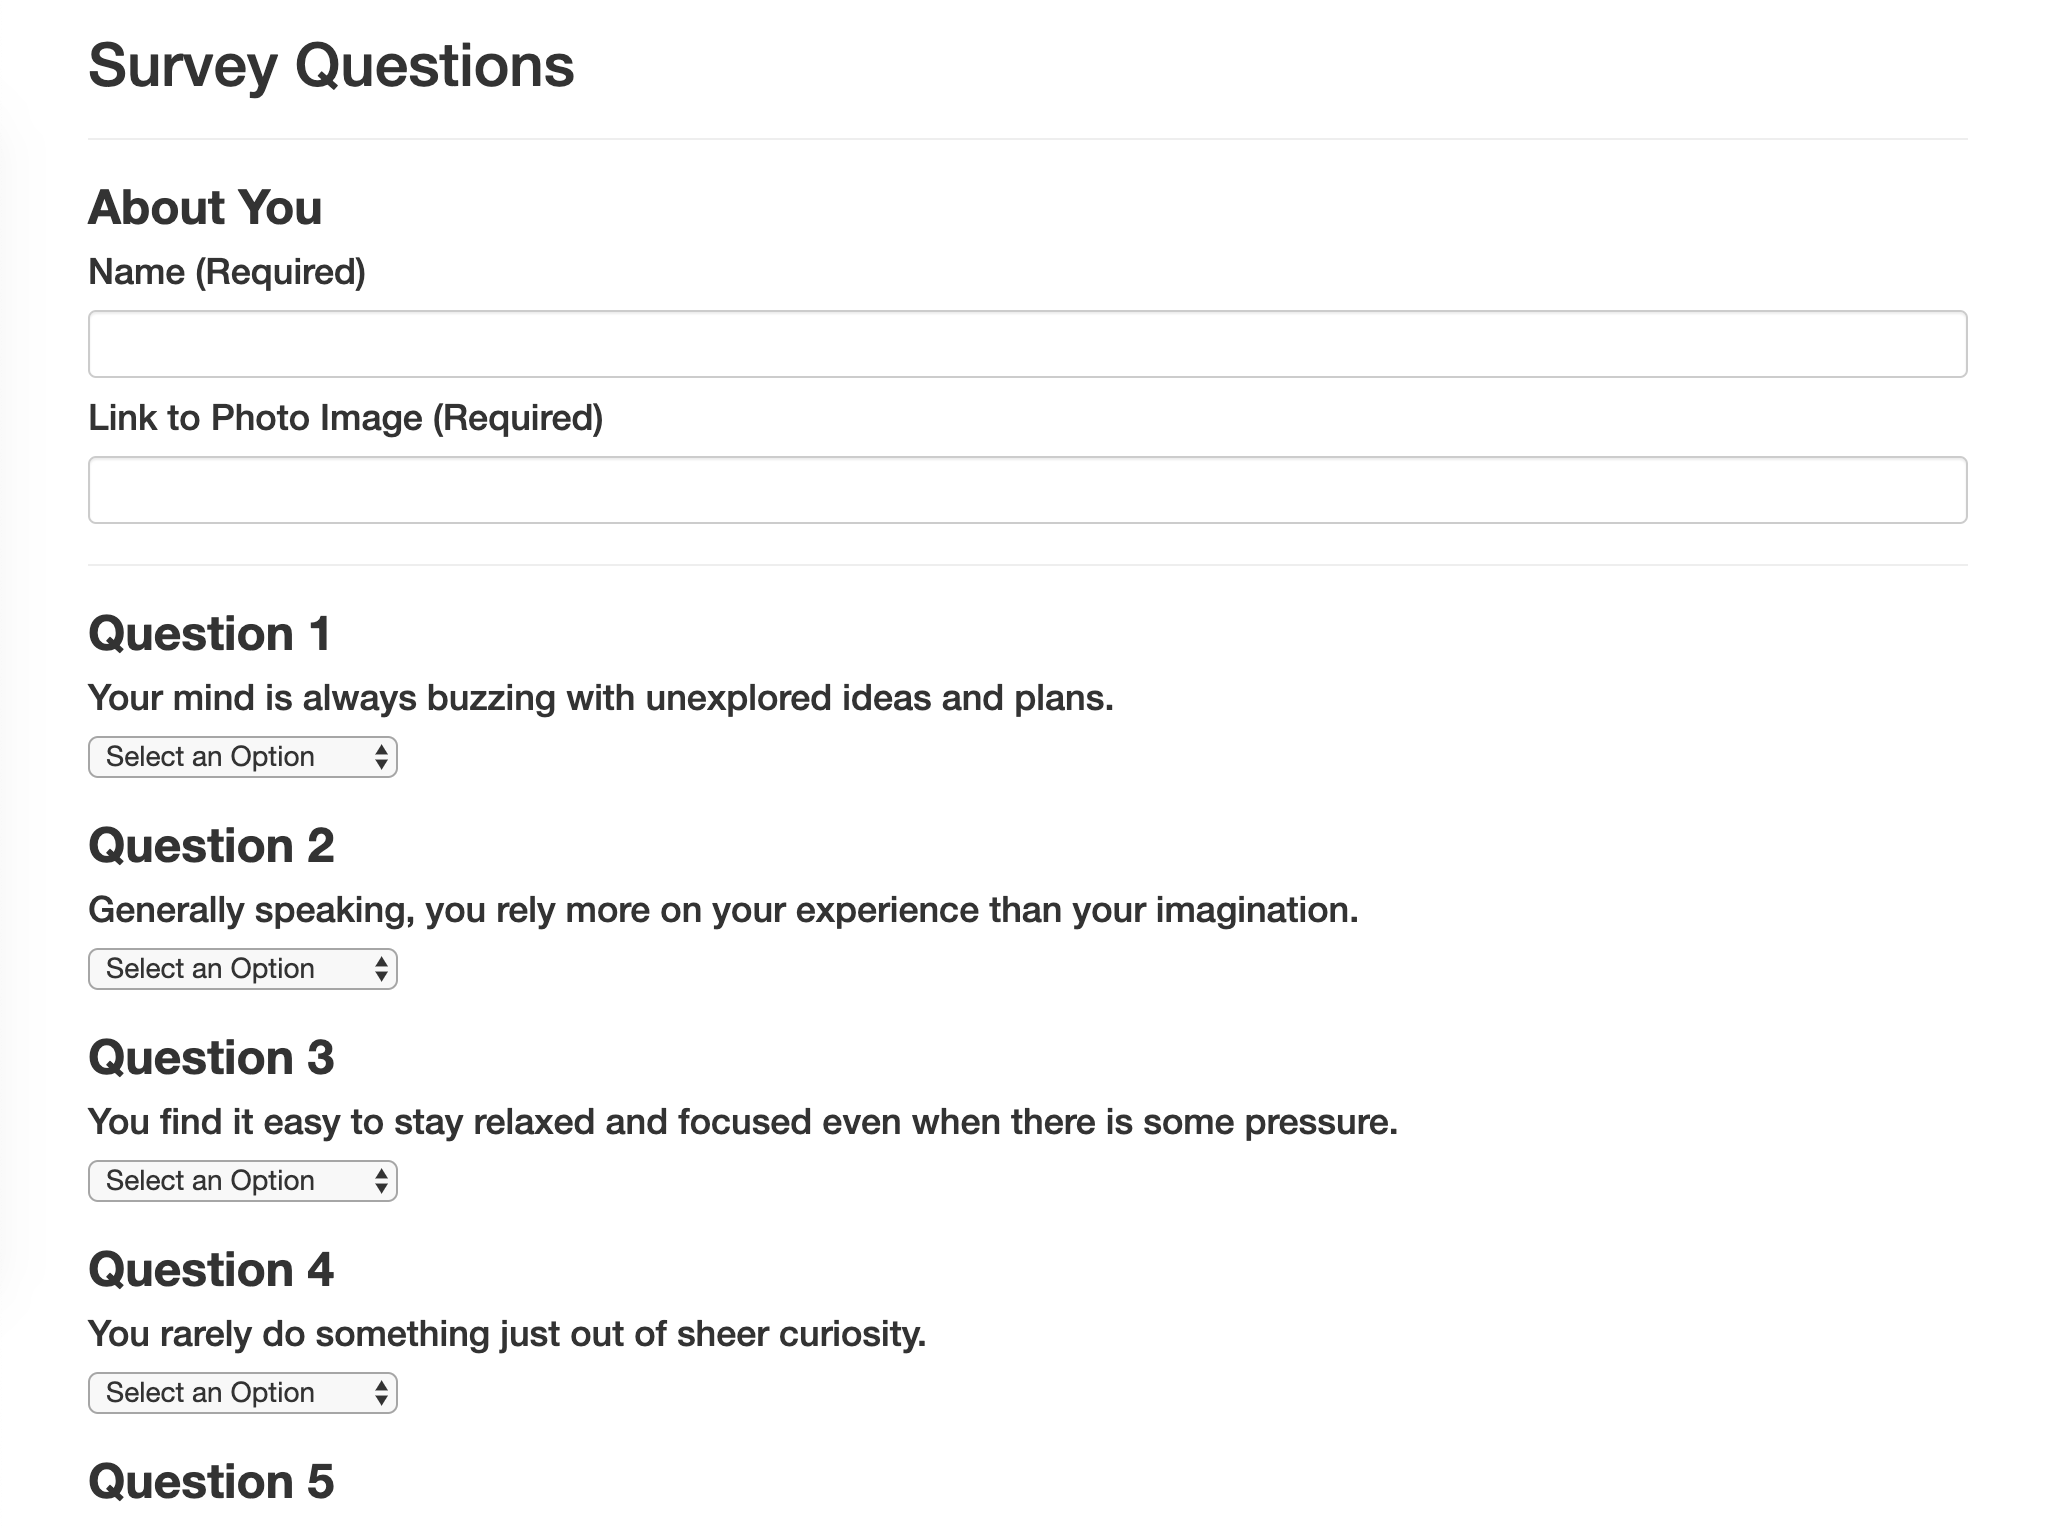 Survey Questions
About You
Name (Required)
Link to Photo Image (Required)
Question 1
Your mind is always buzzing with unexplored ideas and plans.
Select an Option
Question 2
Generally speaking, you rely more on your experience than your imagination.
Select an Option
Question 3
You find it easy to stay relaxed and focused even when there is some pressure.
Select an Option
Question 4
You rarely do something just out of sheer curiosity.
Select an Option
Question 5